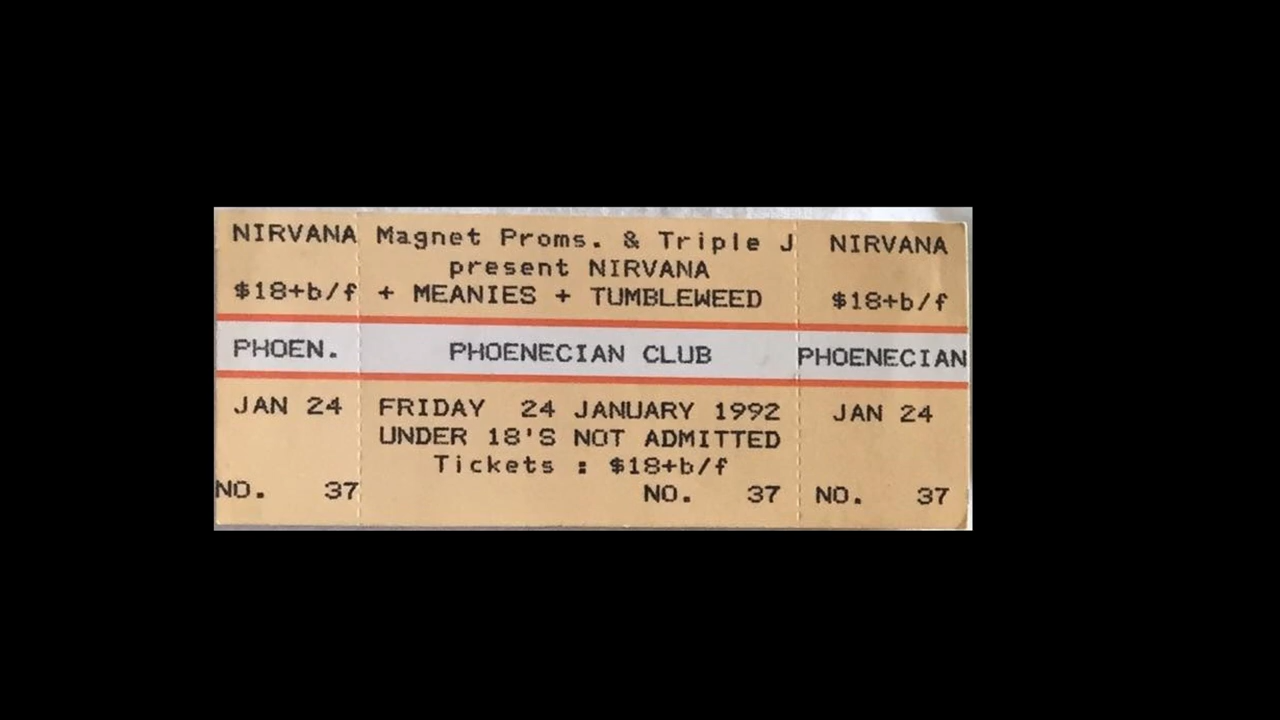 NIRVANA
$18+b/f
PHOEN.
JAN 24
NO. 37
Magnet Proms. & Triple J
present NIRVANA
+ MEANIES + TUMBLEWEED
PHOENECIAN CLUB
FRIDAY 24 JANUARY 1992
UNDER 18'S NOT ADMITTED
Tickets : $18+b/f
NO. 37
NIRVANA
$18+b/f
PHOENECIAN
JAN 24
NO. 37